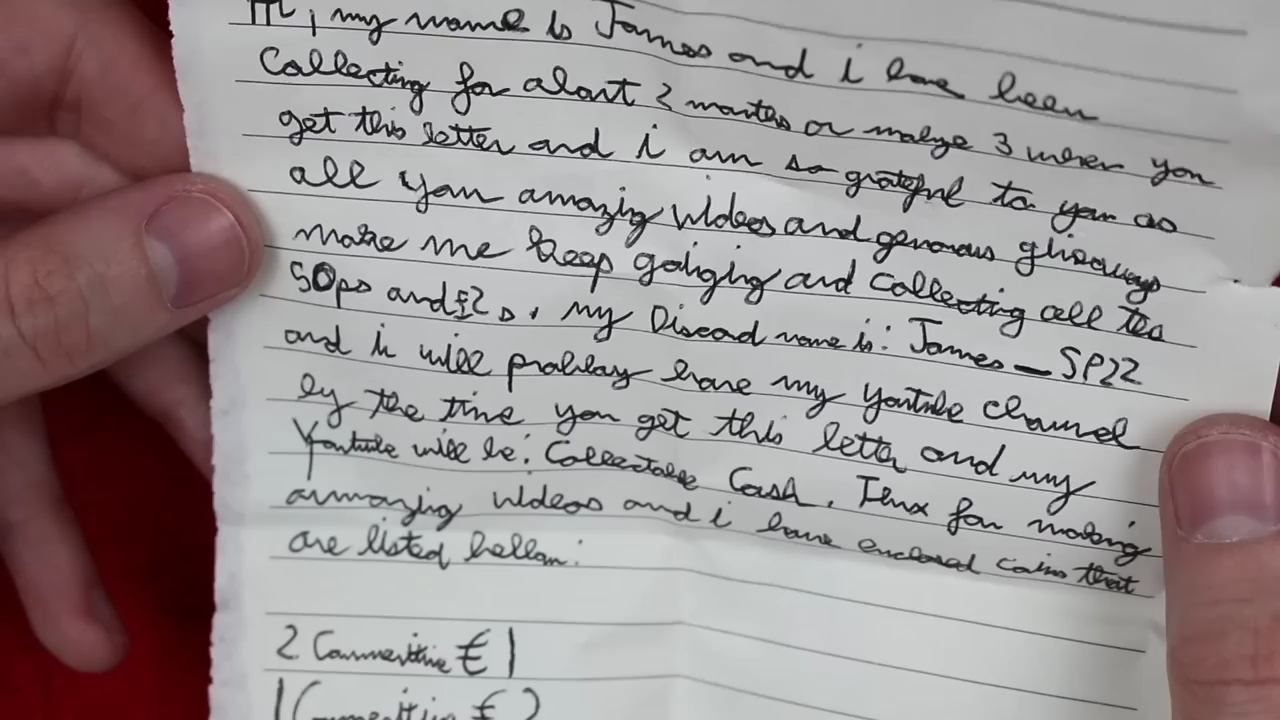 Hi, my name is James and i have been
Collecting for about 2 months or maybe 3 when you
get this letter and i am so grateful to you as
all your amazing videos and generous
make me keep going and Collecting all the
50ps and £2s, my Discord name is: James_SP22
and i will probably have my youtube channel
by the time you get this letter and my
Youtube will be: Collectable Cash. Thnx for making
ammazing videos and i have enclosed coins that
are listed bellow:
2 € 1
1 € 2